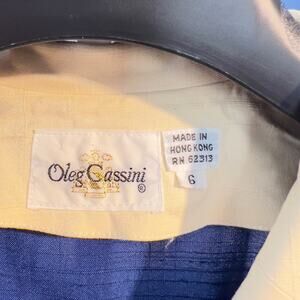 Oleg Cassini ®
MADE IN
HONG KONG
RN 62313
6